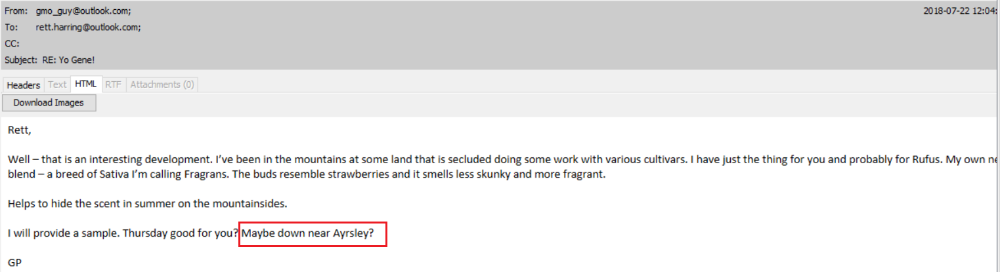 From: gmo_guy@outlook.com; 2018-07-22 12:04:
To: rett.harring@outlook.com;
CC:
Subject: RE: Yo Gene!
Headers Text HTML RTF Attachments (0)
Download Images
Rett,
Well – that is an interesting development. I've been in the mountains at some land that is secluded doing some work with various cultivars. I have just the thing for you and probably for Rufus. My own
blend – a breed of Sativa I'm calling Fragrans. The buds resemble strawberries and it smells less skunky and more fragrant.
Helps to hide the scent in summer on the mountainsides.
I will provide a sample. Thursday good for you? Maybe down near Ayrsley?
GP